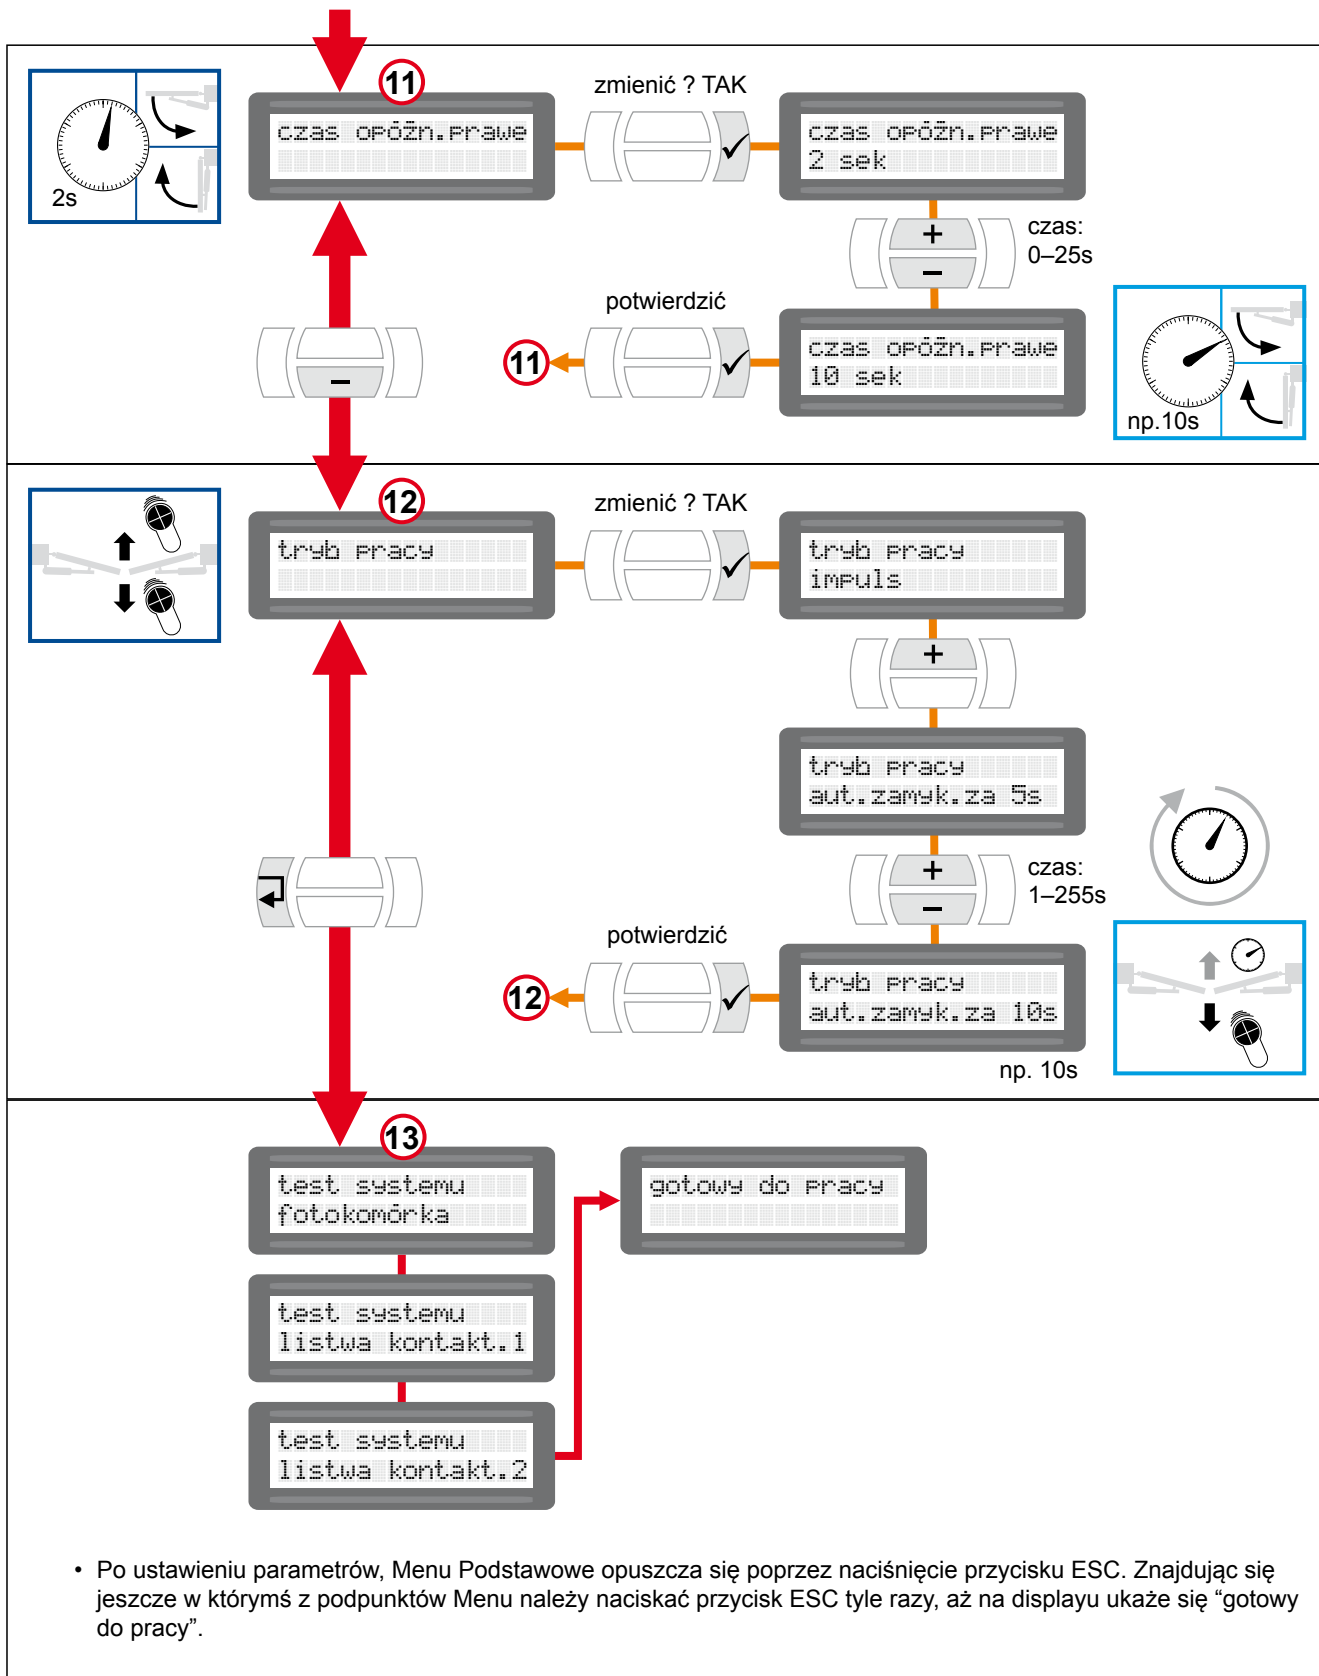 11
zmienić ? TAK
czas opóźn.prawe
2s
czas opóźn.prawe
2 sek
+
−
czas:
0–25s
potwierdzić
11
−
czas opóźn.prawe
10 sek
np.10s
12
zmienić ? TAK
tryb pracy
tryb pracy
impuls
+
tryb pracy
aut.zamyk.za 5s
+
−
czas:
1–255s
potwierdzić
12
tryb pracy
aut.zamyk.za 10s
np. 10s
13
test systemu
fotokomórka
gotowy do pracy
test systemu
listwa kontakt.1
test systemu
listwa kontakt.2
• Po ustawieniu parametrów, Menu Podstawowe opuszcza się poprzez naciśnięcie przycisku ESC. Znajdując się
jeszcze w którymś z podpunktów Menu należy naciskać przycisk ESC tyle razy, aż na displayu ukaże się “gotowy
do pracy”.